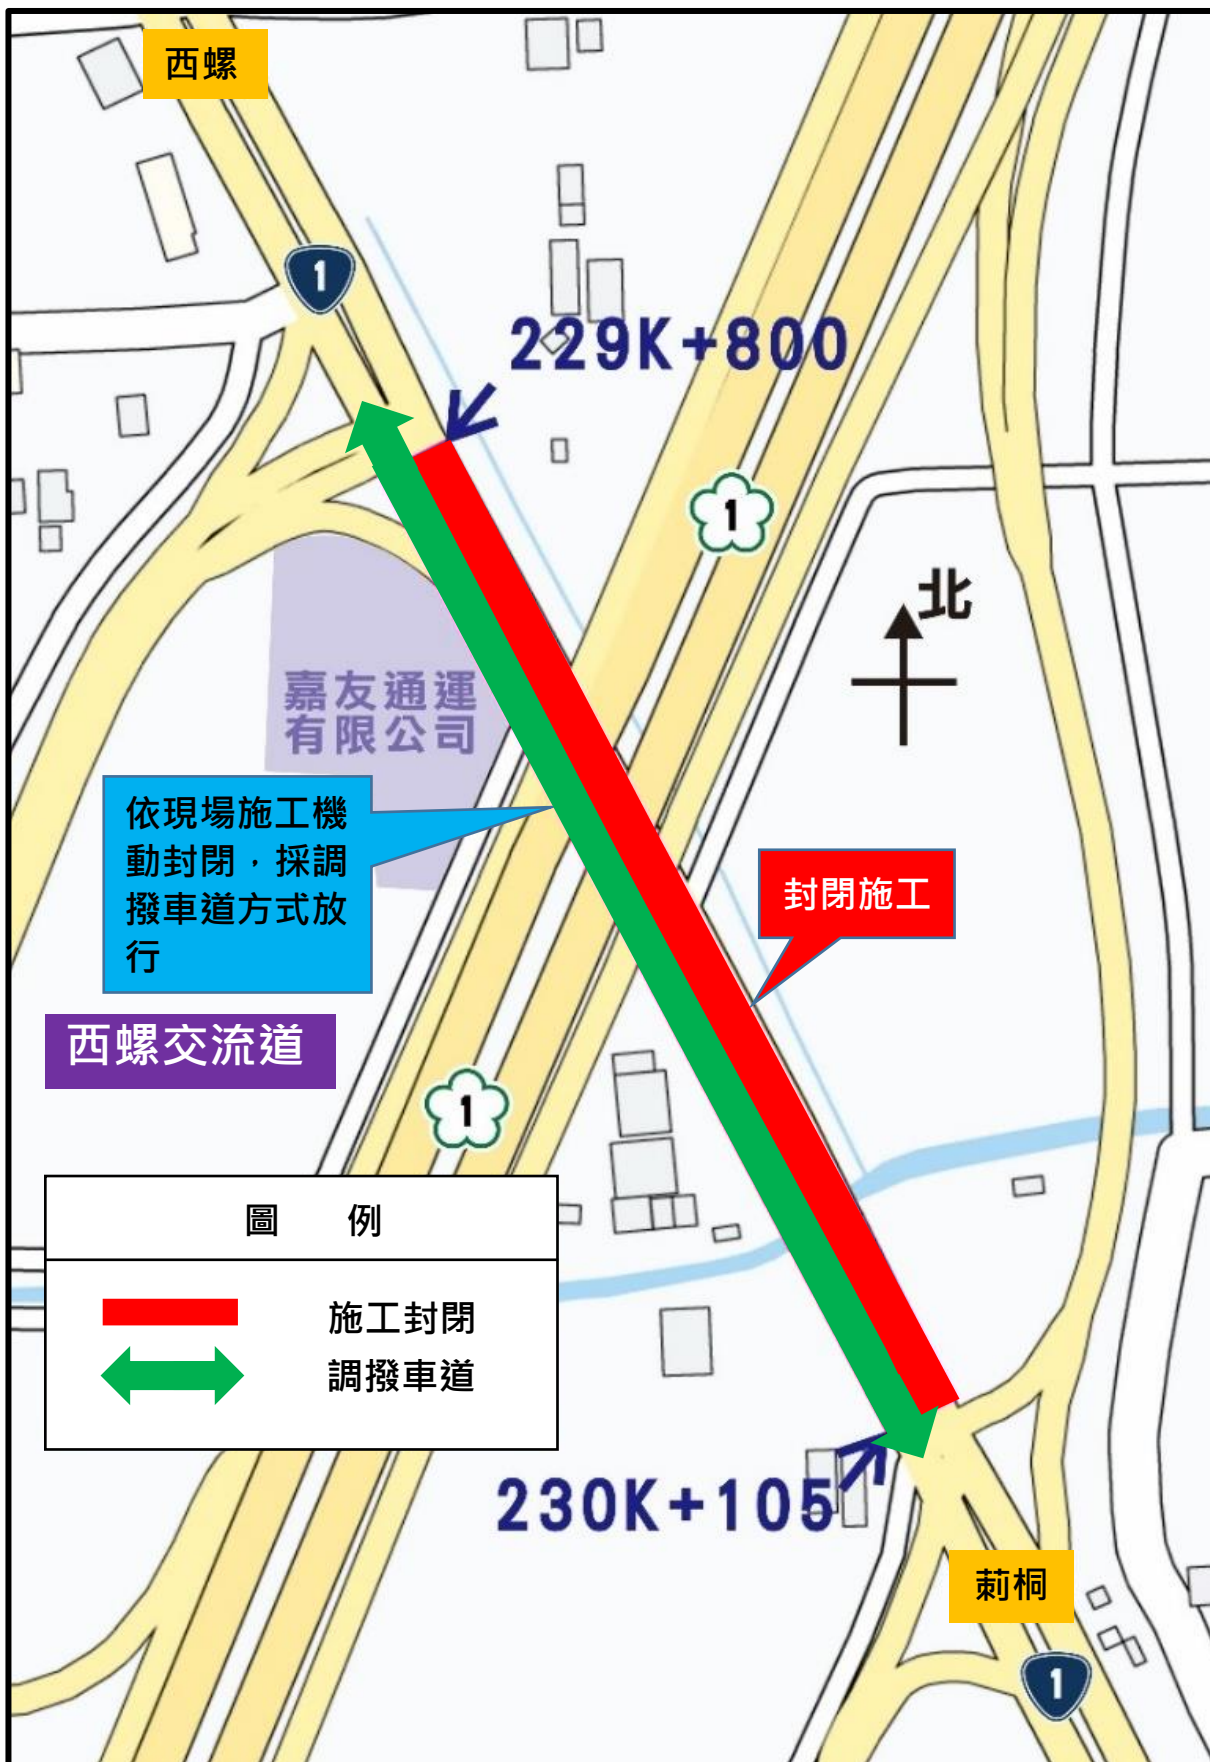 西螺
1
229K+800
1
北
嘉友通運
有限公司
依現場施工機
動封閉，採調
撥車道方式放
行
封閉施工
西螺交流道
1
圖 例
施工封閉
調撥車道
230K+105
莿桐
1